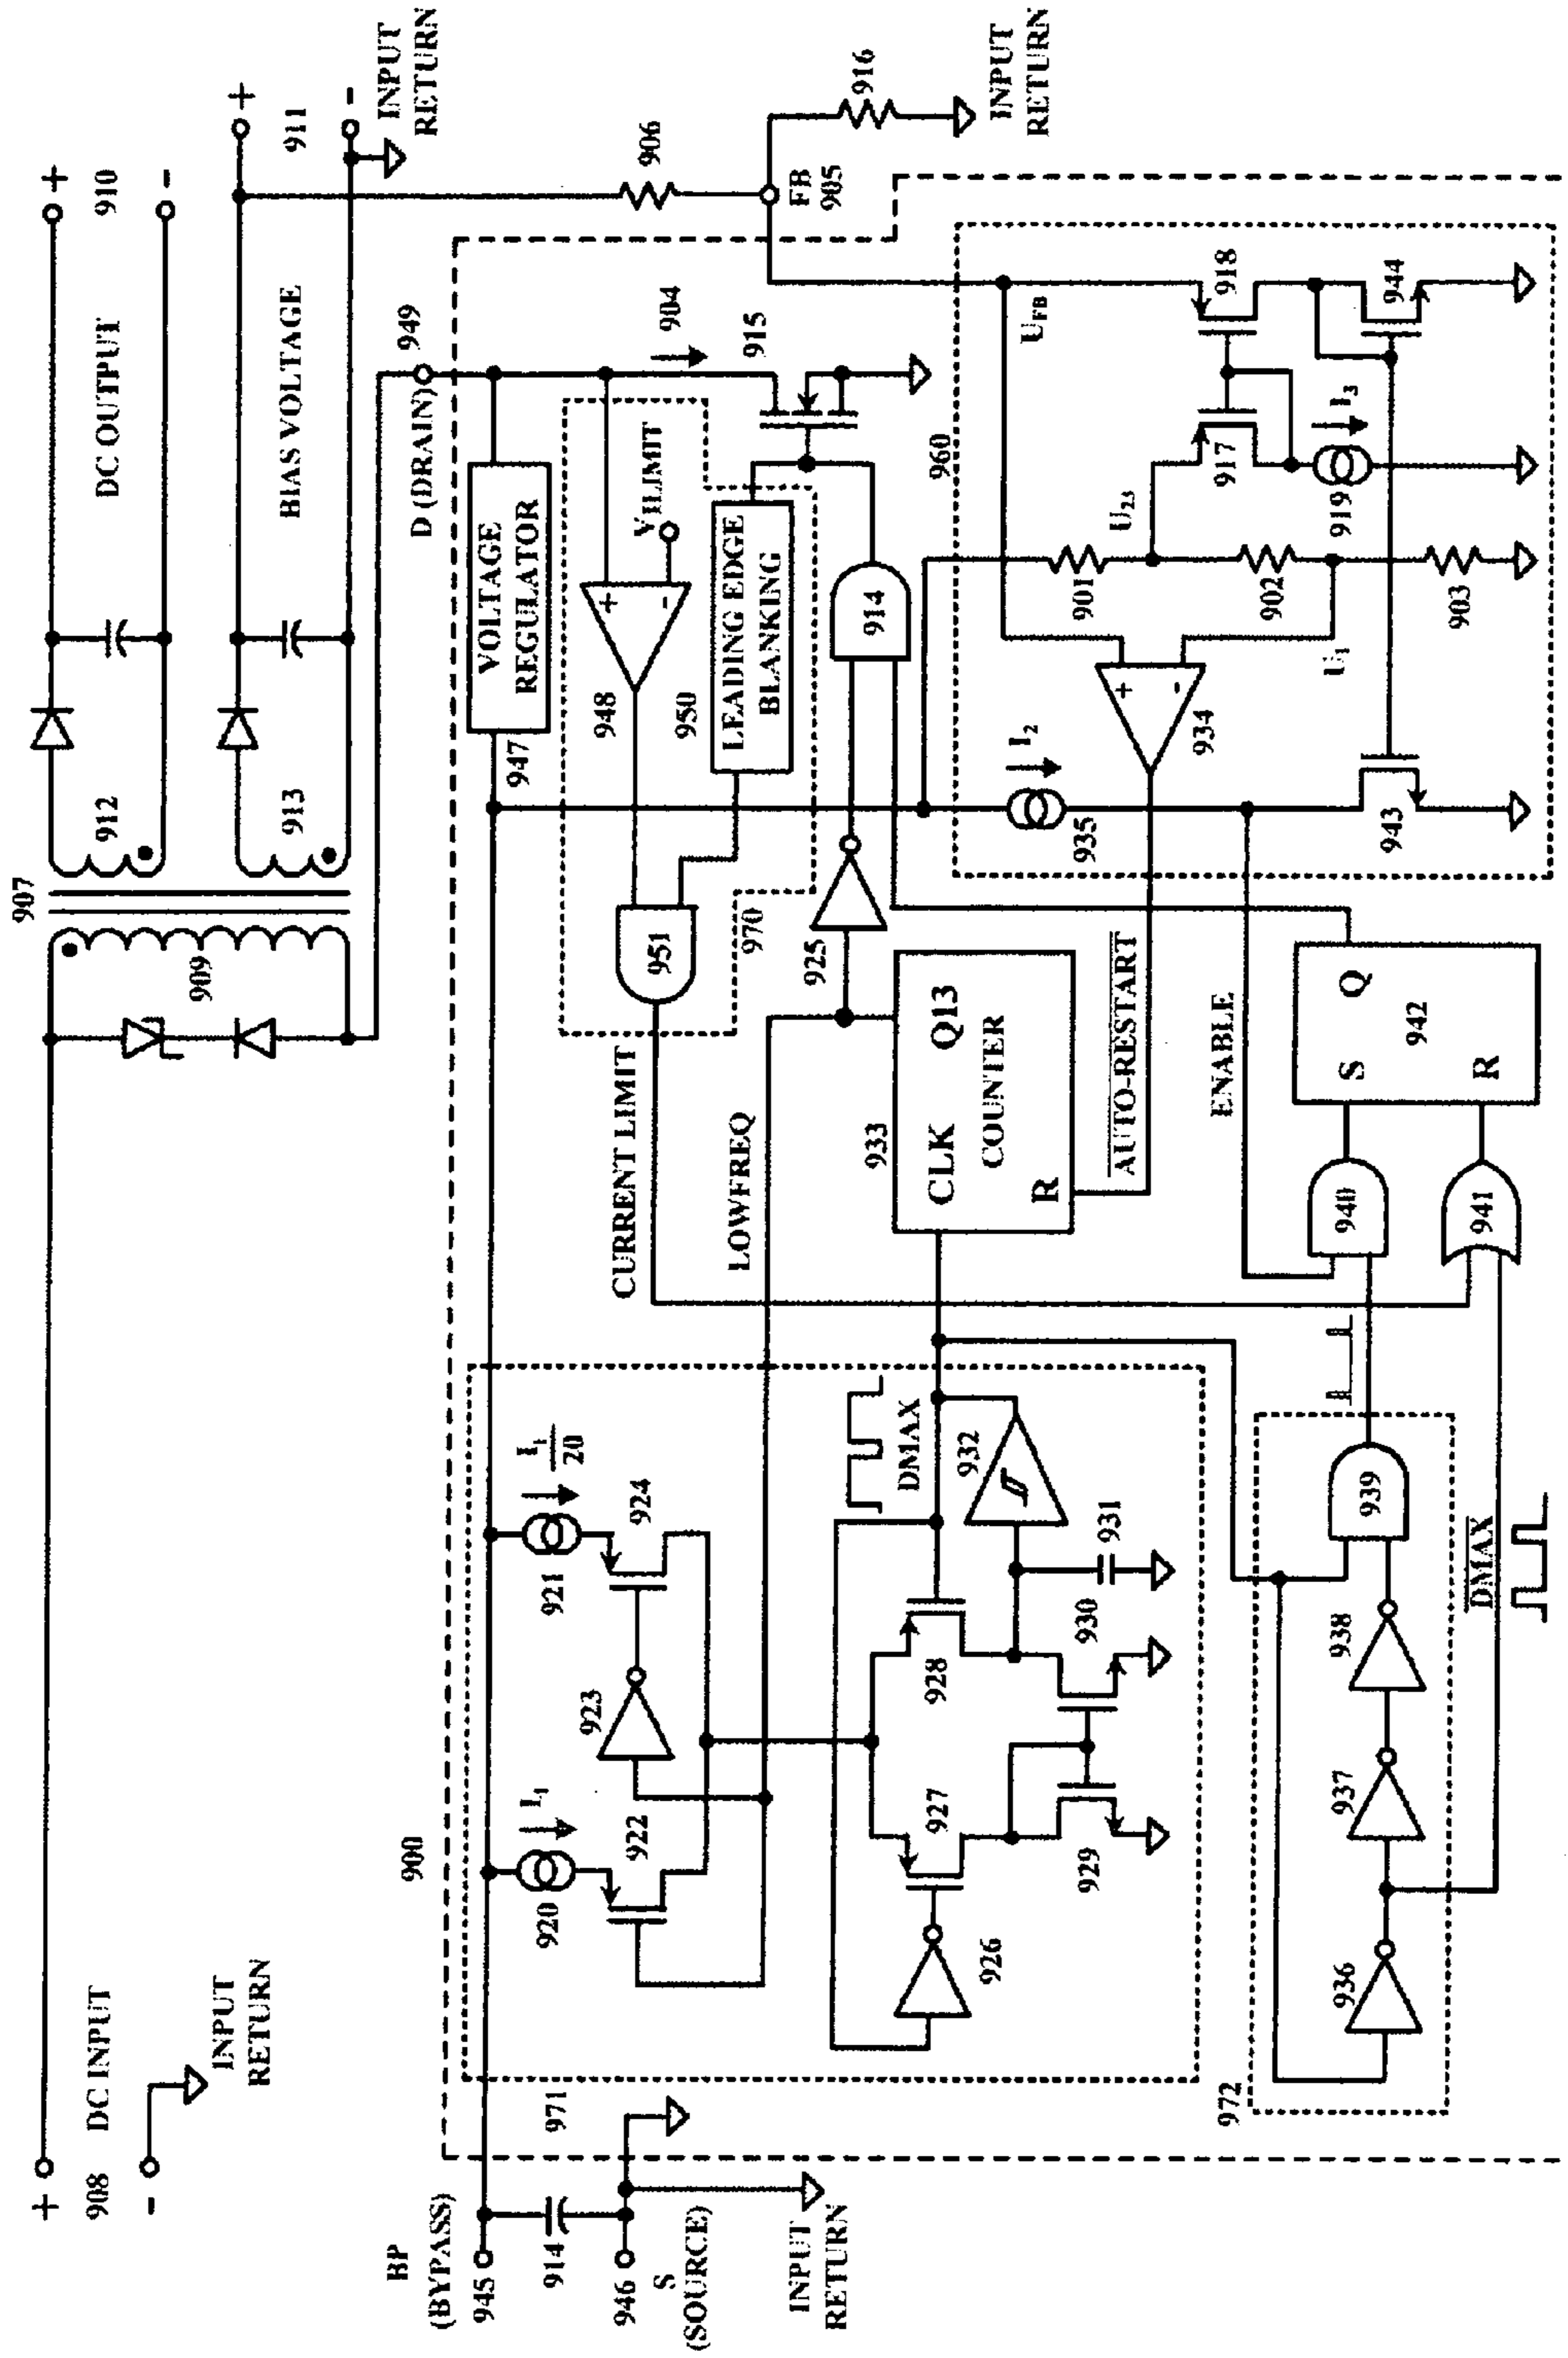 +
908 DC INPUT
-
INPUT
RETURN
907
909
912
913
+
910
-
DC OUTPUT
+
911
-
BIAS VOLTAGE
INPUT
RETURN
D (DRAIN)
949
906
FB
905
916
INPUT
RETURN
BP
(BYPASS)
945
914
946
S
(SOURCE)
INPUT
RETURN
900
971
920
I₁
922
923
921
I₁
20
924
926
927
928
929
930
931
932
DMAX
947
VOLTAGE
REGULATOR
904
915
948
+
-
VILIMIT
950
LEADING EDGE
BLANKING
951
970
CURRENT LIMIT
LOWFREQ
925
914
933
CLK Q13
COUNTER
R
AUTO-RESTART
ENABLE
960
935
I₂
934
+
-
U₁
901
902
903
U₂₃
917
919
I₃
UFB
918
943
944
972
936
937
938
939
DMAX
940
941
S Q
942
R